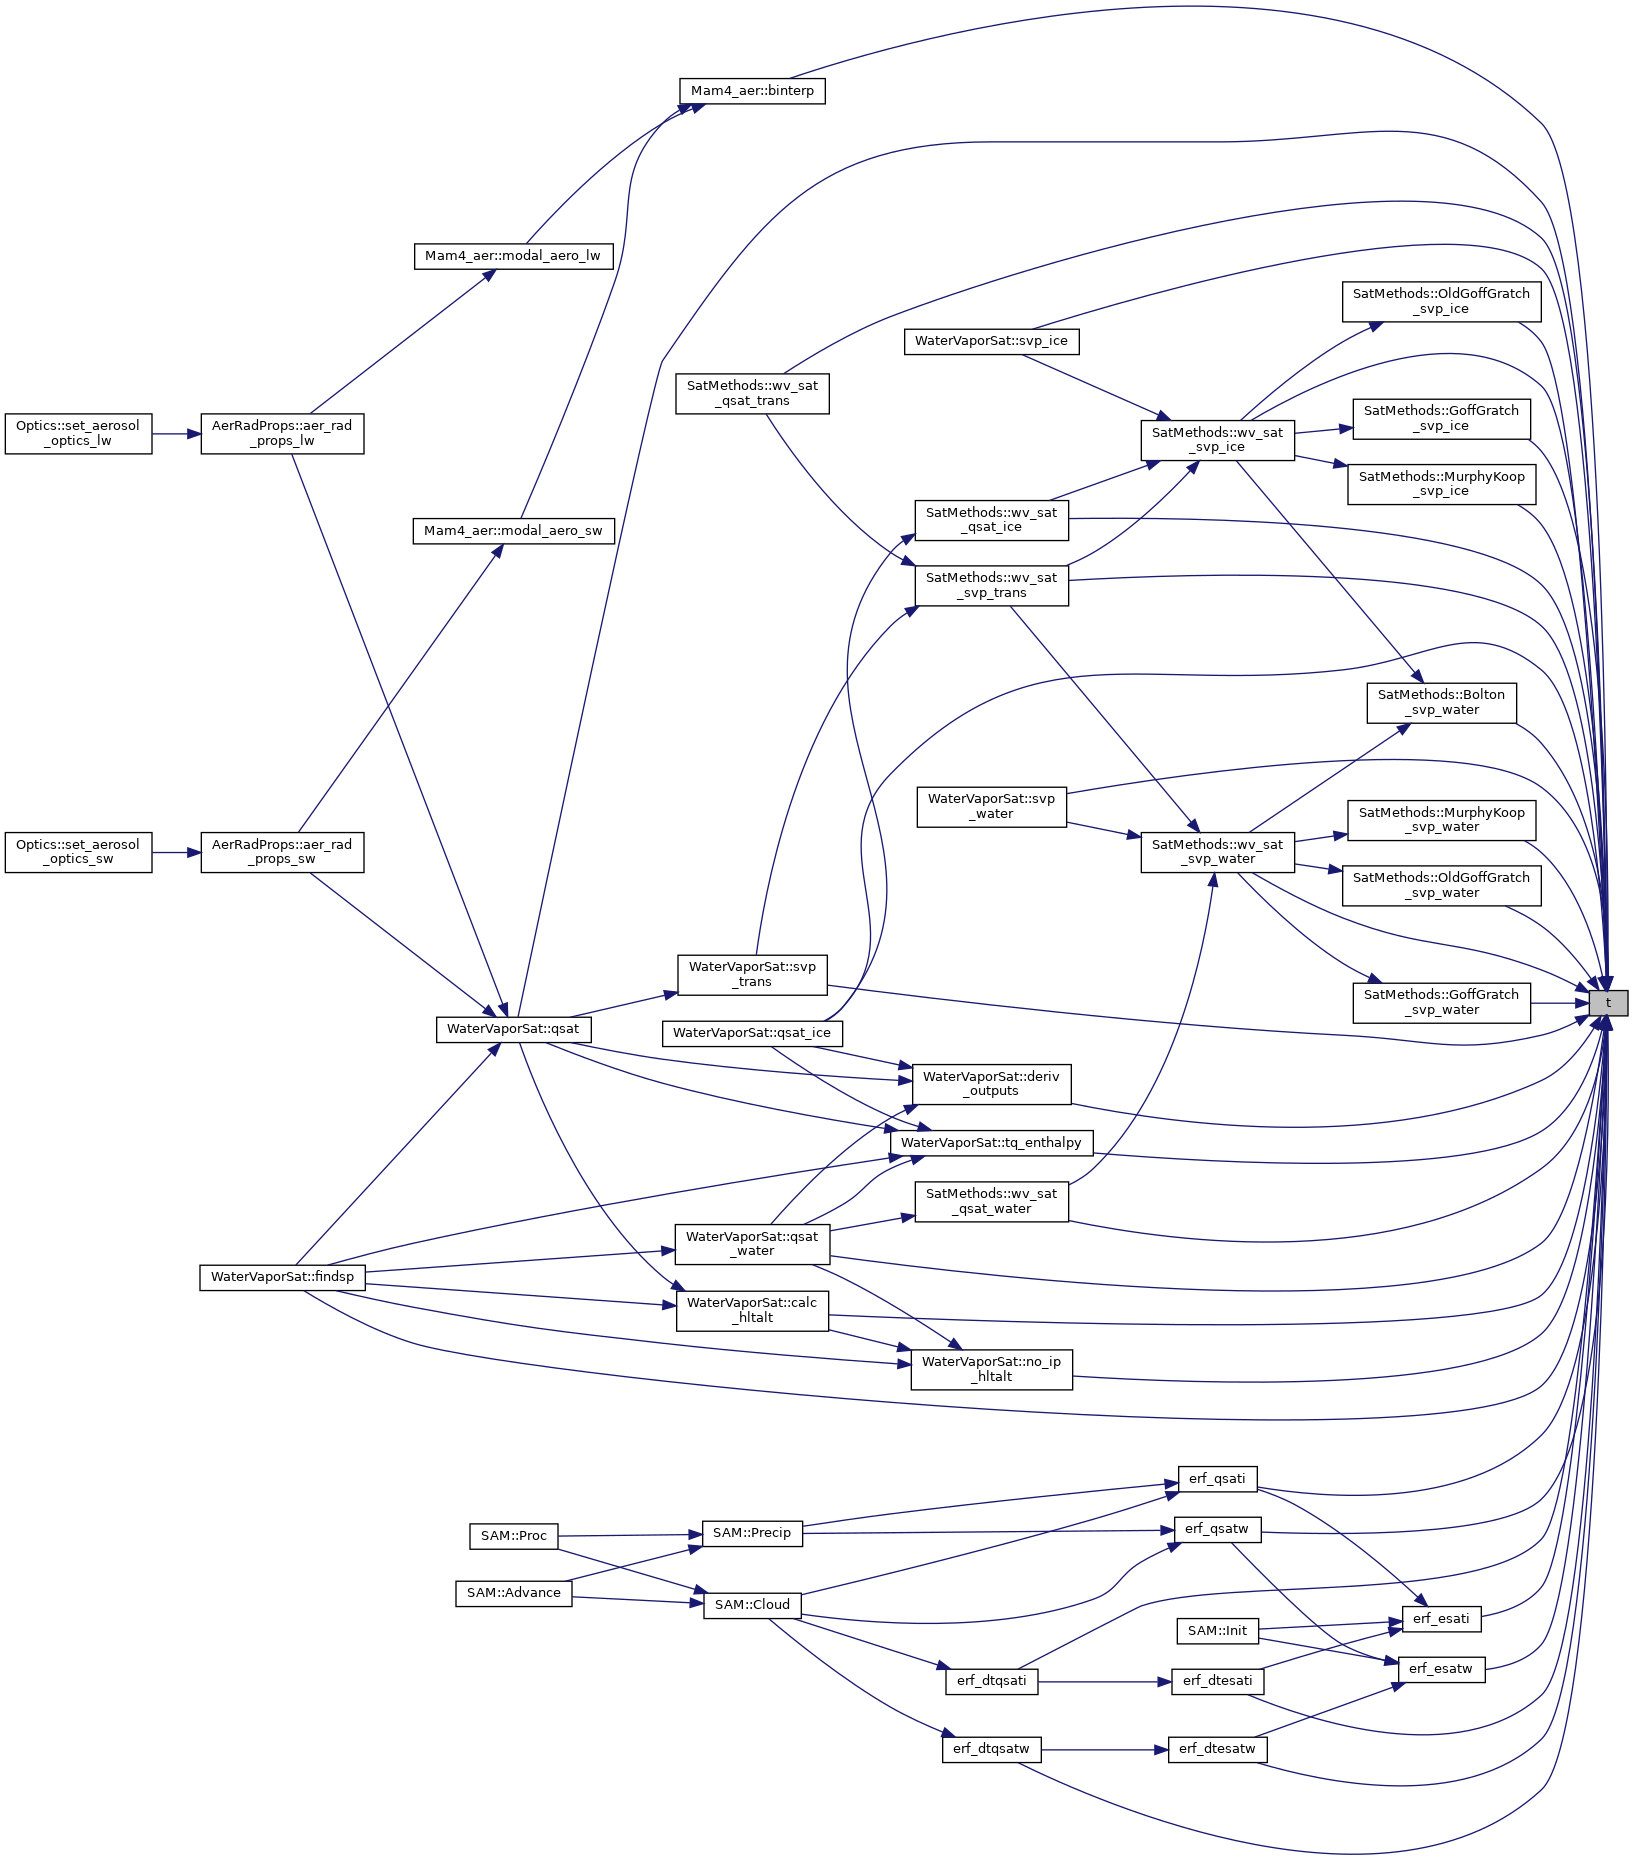 Mam4_aer::binterp
Mam4_aer::modal_aero_lw
SatMethods::OldGoffGratch
_svp_ice
WaterVaporSat::svp_ice
SatMethods::wv_sat
_qsat_trans
SatMethods::GoffGratch
_svp_ice
Optics::set_aerosol
_optics_lw
AerRadProps::aer_rad
_props_lw
SatMethods::wv_sat
_svp_ice
SatMethods::MurphyKoop
_svp_ice
SatMethods::wv_sat
_qsat_ice
Mam4_aer::modal_aero_sw
SatMethods::wv_sat
_svp_trans
SatMethods::Bolton
_svp_water
WaterVaporSat::svp
_water
SatMethods::MurphyKoop
_svp_water
Optics::set_aerosol
_optics_sw
AerRadProps::aer_rad
_props_sw
SatMethods::wv_sat
_svp_water
SatMethods::OldGoffGratch
_svp_water
WaterVaporSat::svp
_trans
SatMethods::GoffGratch
_svp_water
t
WaterVaporSat::qsat
WaterVaporSat::qsat_ice
WaterVaporSat::deriv
_outputs
WaterVaporSat::tq_enthalpy
SatMethods::wv_sat
_qsat_water
WaterVaporSat::qsat
_water
WaterVaporSat::findsp
WaterVaporSat::calc
_hltalt
WaterVaporSat::no_ip
_hltalt
erf_qsati
erf_qsatw
SAM::Proc
SAM::Precip
SAM::Advance
SAM::Cloud
erf_esati
SAM::Init
erf_esatw
erf_dtqsati
erf_dtesati
erf_dtqsatw
erf_dtesatw